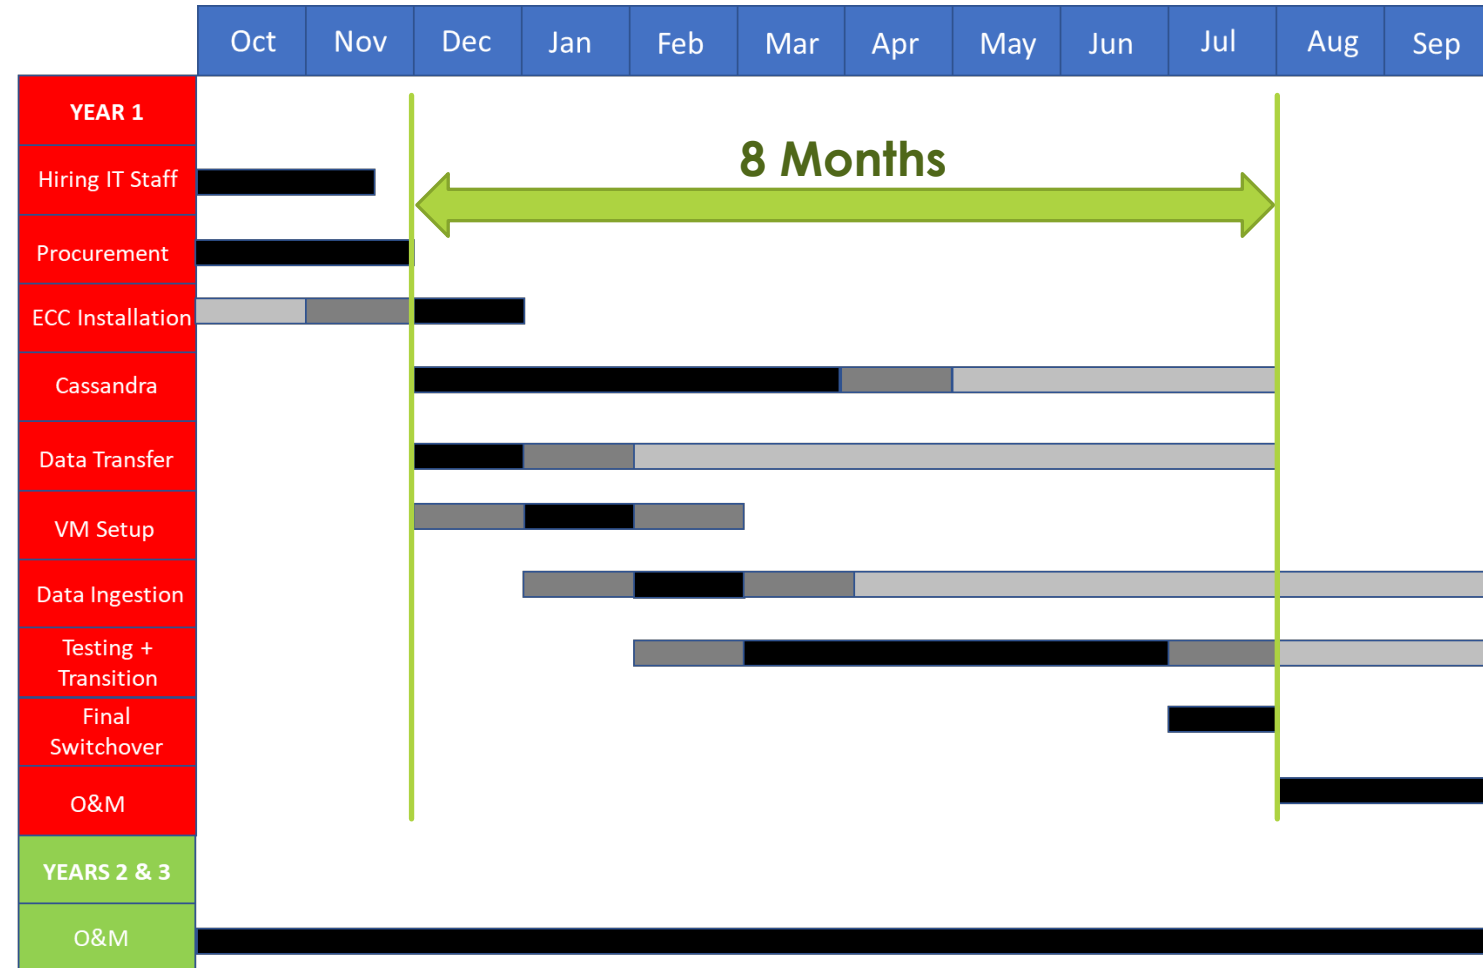 Oct Nov Dec Jan Feb Mar Apr May Jun Jul Aug Sep
YEAR 1
8 Months
Hiring IT Staff
Procurement
ECC Installation
Cassandra
Data Transfer
VM Setup
Data Ingestion
Testing +
Transition
Final
Switchover
O&M
YEARS 2 & 3
O&M